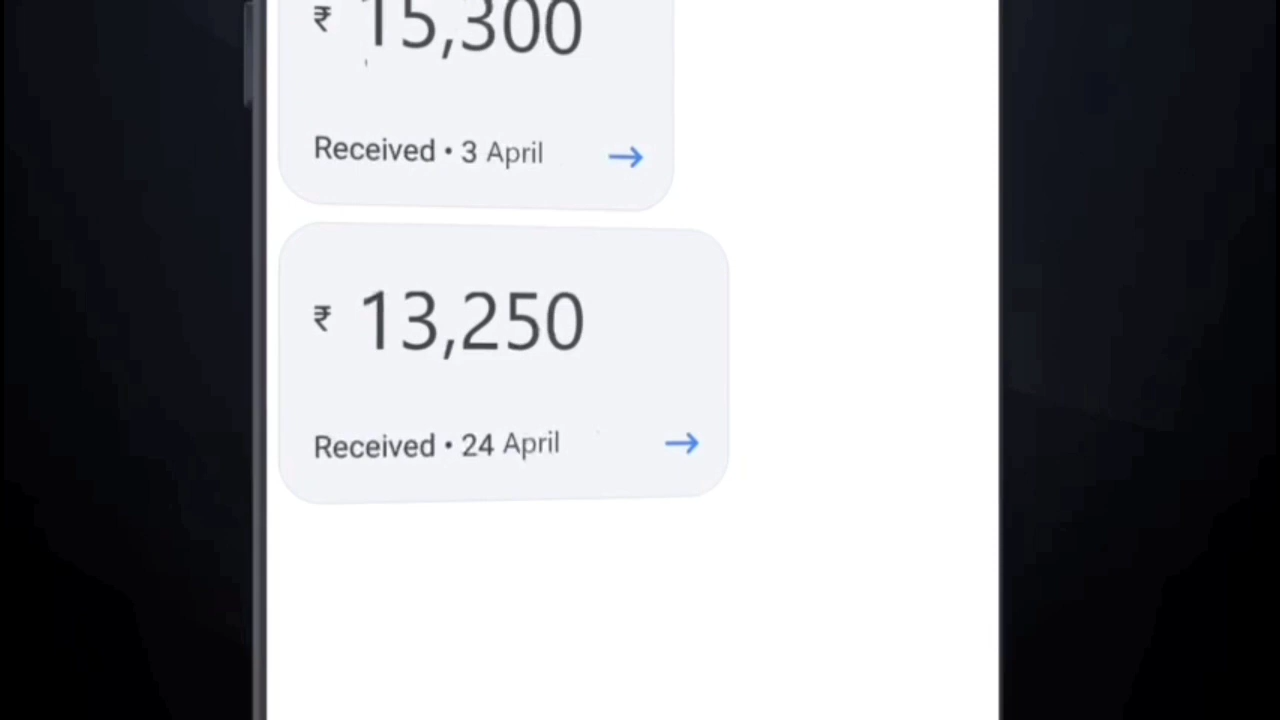 ₹ 15,300
Received • 3 April →
₹ 13,250
Received • 24 April →